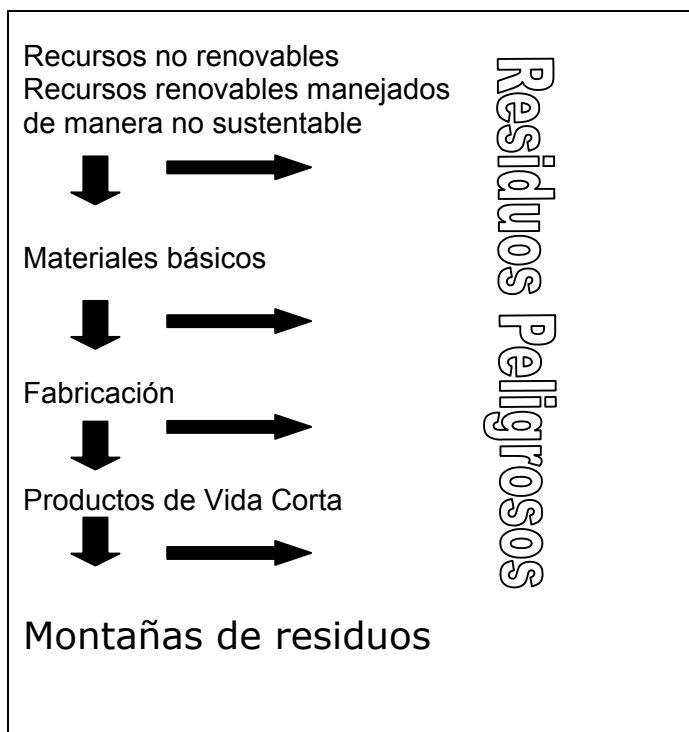 Recursos no renovables
Recursos renovables manejados
de manera no sustentable
Materiales básicos
Fabricación
Productos de Vida Corta
Montañas de residuos
Residuos Peligrosos